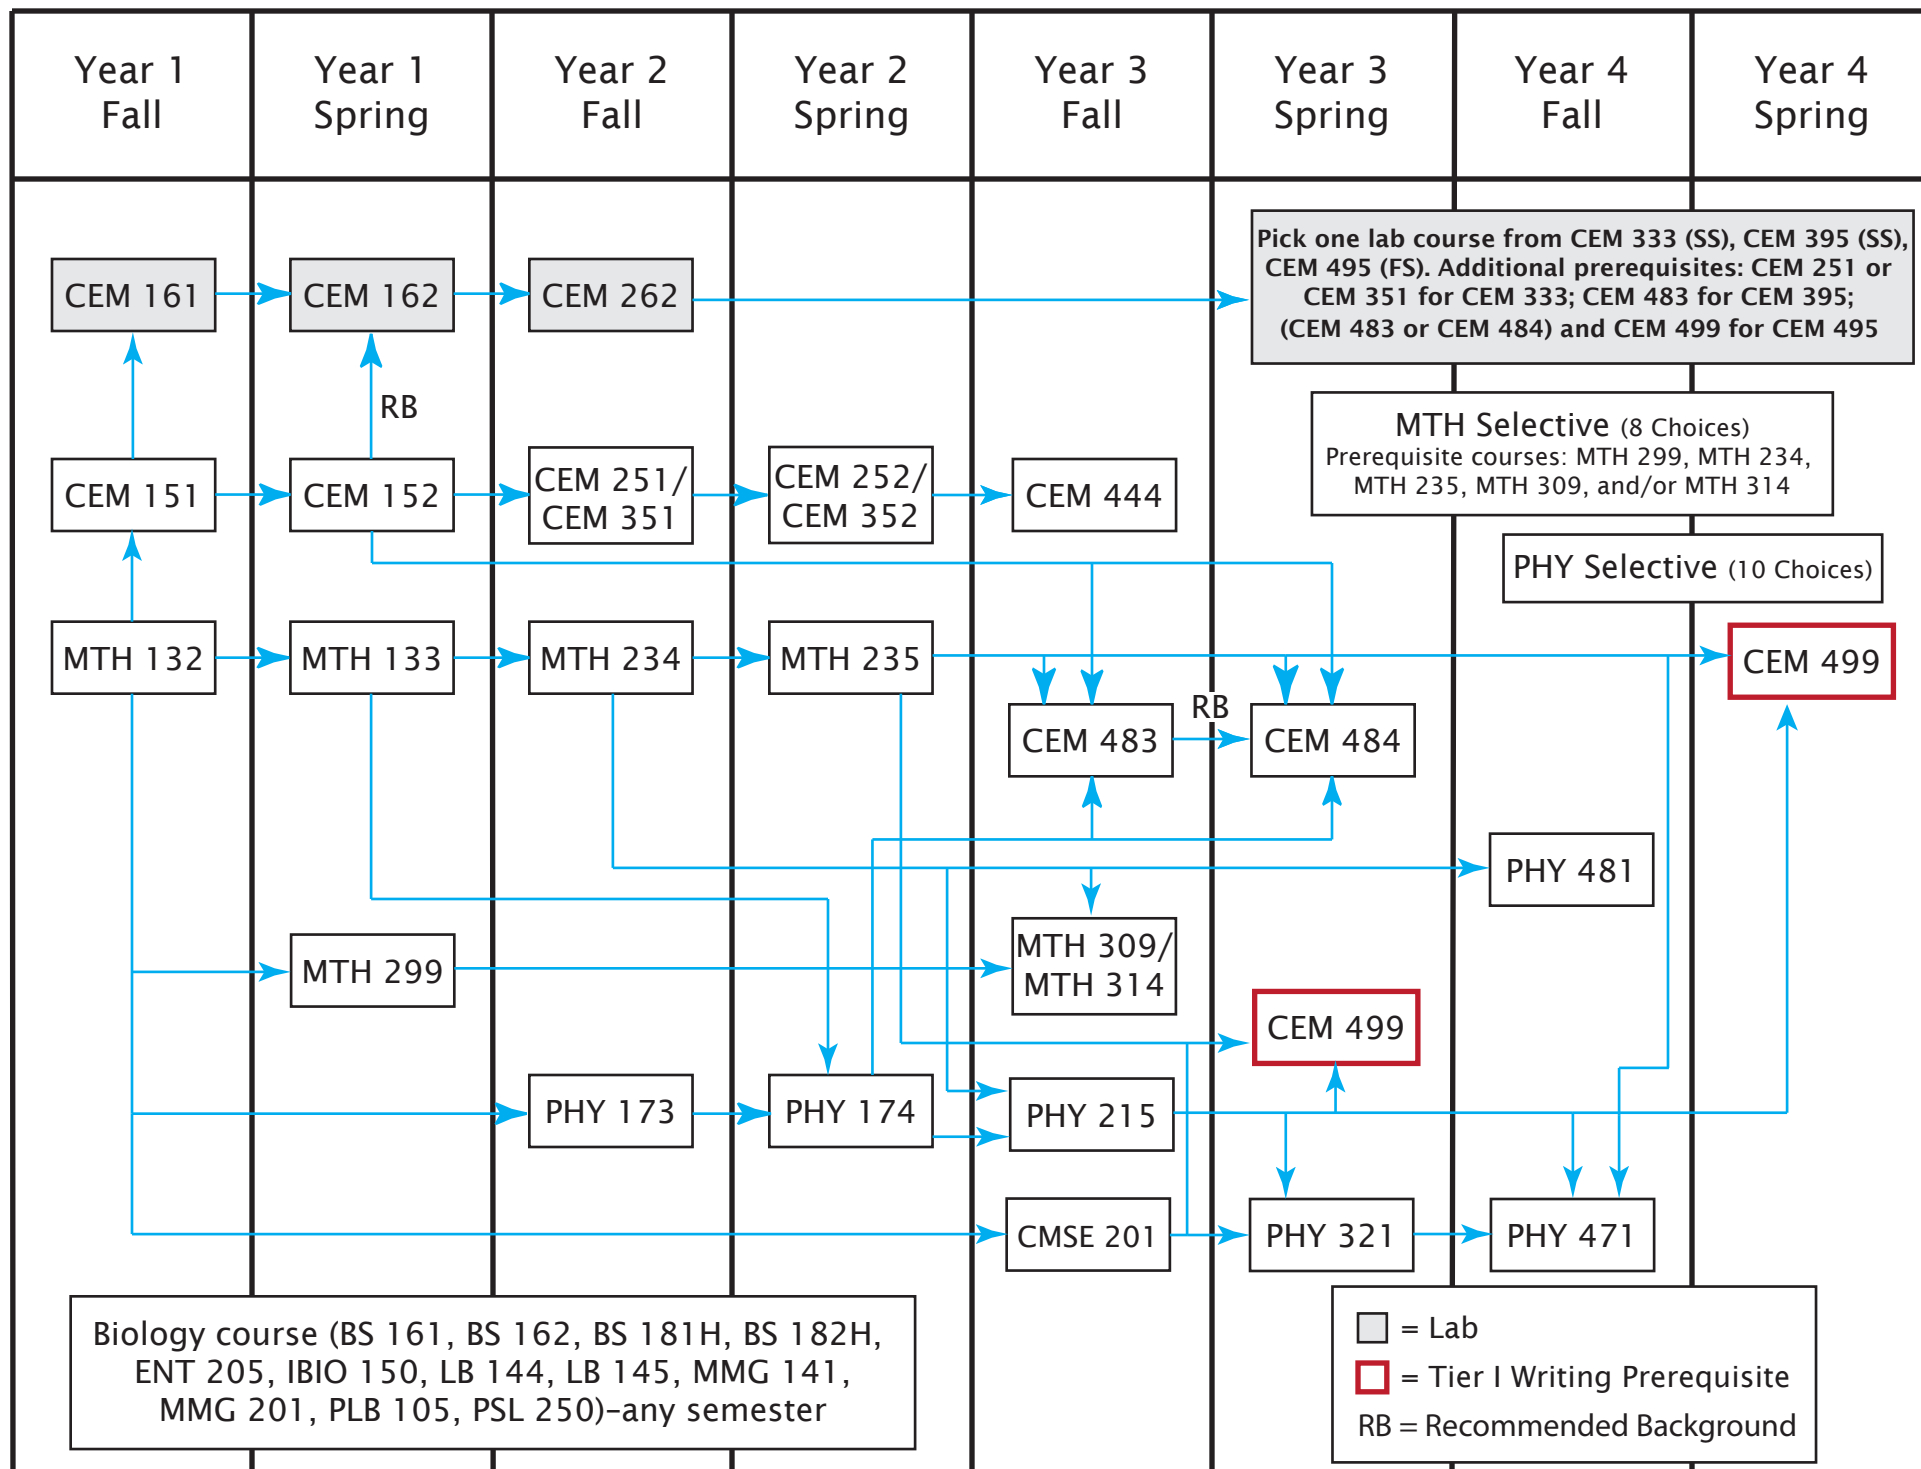 Year 1
Fall
Year 1
Spring
Year 2
Fall
Year 2
Spring
Year 3
Fall
Year 3
Spring
Year 4
Fall
Year 4
Spring
Pick one lab course from CEM 333 (SS), CEM 395 (SS),
CEM 495 (FS). Additional prerequisites: CEM 251 or
CEM 351 for CEM 333; CEM 483 for CEM 395;
(CEM 483 or CEM 484) and CEM 499 for CEM 495
CEM 161
CEM 162
CEM 262
RB
MTH Selective (8 Choices)
Prerequisite courses: MTH 299, MTH 234,
MTH 235, MTH 309, and/or MTH 314
CEM 151
CEM 152
CEM 251/
CEM 351
CEM 252/
CEM 352
CEM 444
PHY Selective (10 Choices)
MTH 132
MTH 133
MTH 234
MTH 235
CEM 499
RB
CEM 483
CEM 484
PHY 481
MTH 299
MTH 309/
MTH 314
CEM 499
PHY 173
PHY 174
PHY 215
CMSE 201
PHY 321
PHY 471
Biology course (BS 161, BS 162, BS 181H, BS 182H,
ENT 205, IBIO 150, LB 144, LB 145, MMG 141,
MMG 201, PLB 105, PSL 250)–any semester
= Lab
= Tier I Writing Prerequisite
RB = Recommended Background